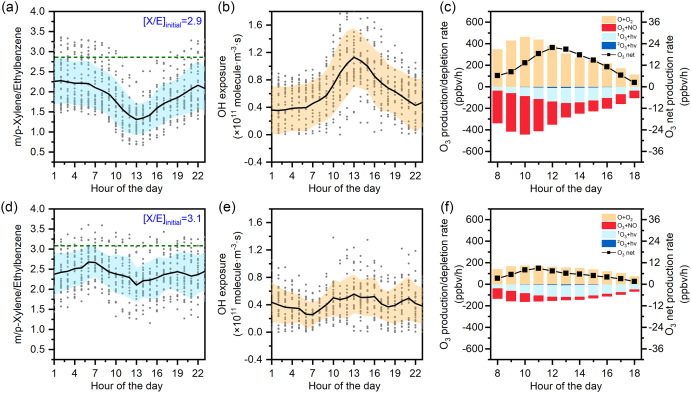 (a)
[X/E]initial=2.9
m/p-Xylene/Ethylbenzene
4.0
3.5
3.0
2.5
2.0
1.5
1.0
0.5
1 4 7 10 13 16 19 22
Hour of the day
(b)
OH exposure
(×10¹¹ molecule·m-³, s)
2.0
1.6
1.2
0.8
0.4
0.0
-0.4
1 4 7 10 13 16 19 22
Hour of the day
(c)
O₃ production/depletion rate
(ppbv/h)
600
400
200
0
-200
-400
-600
O+O₂
O₃+NO
¹O₃+hv
³O₃+hv
O₃ net
36
24
12
0
-12
-24
-36
O₃ net production rate
(ppbv/h)
8 10 12 14 16 18
Hour of the day
(d)
[X/E]initial=3.1
m/p-Xylene/Ethylbenzene
4.0
3.5
3.0
2.5
2.0
1.5
1.0
0.5
1 4 7 10 13 16 19 22
Hour of the day
(e)
OH exposure
(×10¹¹ molecule·m-³, s)
2.0
1.6
1.2
0.8
0.4
0.0
-0.4
1 4 7 10 13 16 19 22
Hour of the day
(f)
O₃ production/depletion rate
(ppbv/h)
600
400
200
0
-200
-400
-600
O+O₂
O₃+NO
¹O₃+hv
³O₃+hv
O₃ net
36
24
12
0
-12
-24
-36
O₃ net production rate
(ppbv/h)
8 10 12 14 16 18
Hour of the day